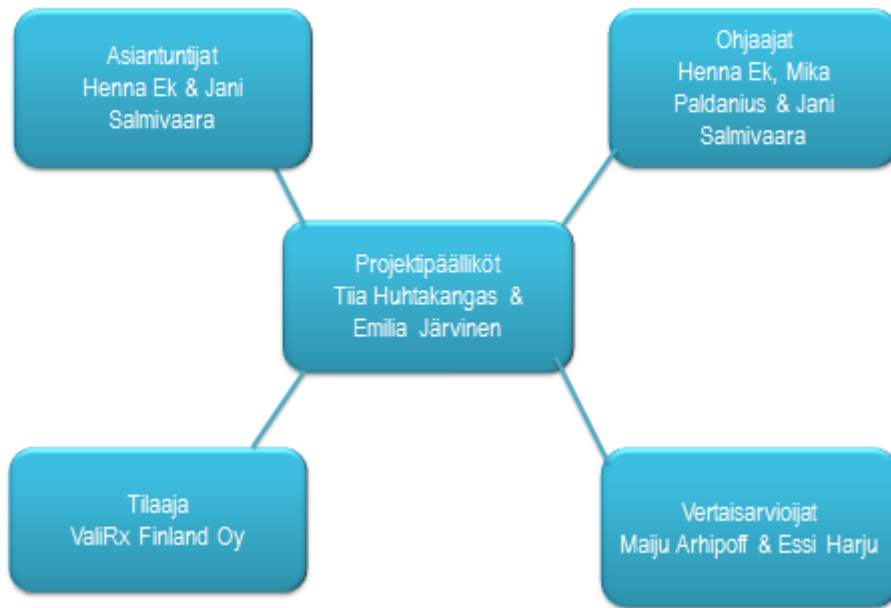 Asiantuntijat
Henna Ek & Jani
Salmivaara
Ohjaajat
Henna Ek, Mika
Paldanius & Jani
Salmivaara
Projektipäälliköt
Tiia Huhtakangas &
Emilia Järvinen
Tilaaja
ValiRx Finland Oy
Vertaisarvioijat
Maiju Arhipoff & Essi Harju